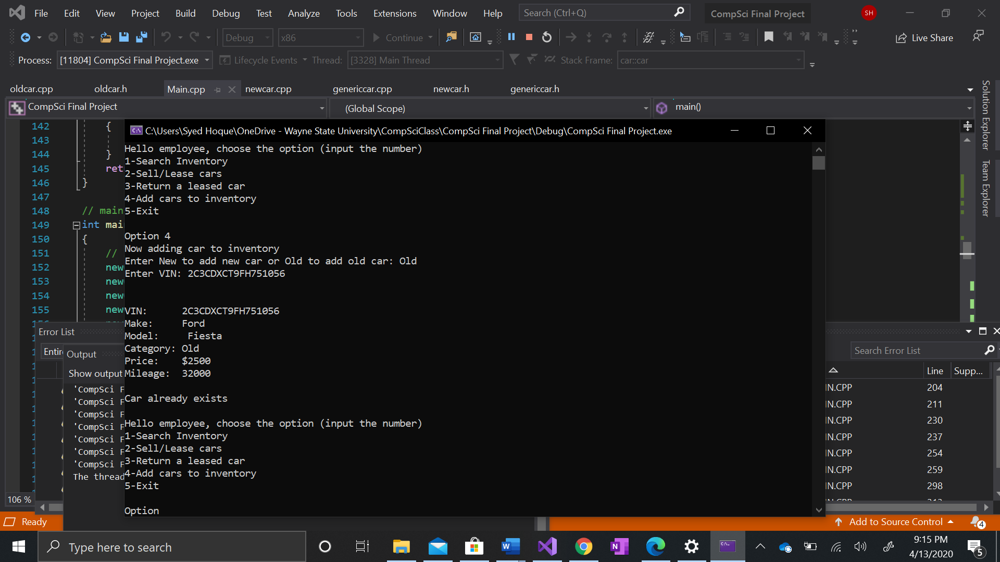 File Edit View Project Build Debug Test Analyze Tools Extensions Window Help Search (Ctrl+Q) CompSci Final Project SH
Debug x86 Continue Live Share
Process: [11804] CompSci Final Project.exe Lifecycle Events Thread: [3328] Main Thread Stack Frame: car::car
oldcar.cpp oldcar.h Main.cpp newcar.cpp genericcar.cpp newcar.h genericcar.h
CompSci Final Project (Global Scope) main()
Solution Explorer
Team Explorer
142 {
143
144 }
145 ret
146 }
147
148 // main
149 int mai
150 {
151 //
152 new
153 new
154 new
155 new
C:\Users\Syed Hoque\OneDrive - Wayne State University\CompSciClass\CompSci Final Project\Debug\CompSci Final Project.exe
Hello employee, choose the option (input the number)
1-Search Inventory
2-Sell/Lease cars
3-Return a leased car
4-Add cars to inventory
5-Exit
Option 4
Now adding car to inventory
Enter New to add new car or Old to add old car: Old
Enter VIN: 2C3CDXCT9FH751056
VIN: 2C3CDXCT9FH751056
Make: Ford
Model: Fiesta
Category: Old
Price: $2500
Mileage: 32000
Car already exists
Hello employee, choose the option (input the number)
1-Search Inventory
2-Sell/Lease cars
3-Return a leased car
4-Add cars to inventory
5-Exit
Option
Error List
Entir
Output
Show output
'CompSci F
'CompSci F
'CompSci F
'CompSci F
'CompSci F
'CompSci F
'CompSci F
The thread
106 %
Search Error List
Line Supp...
IN.CPP 204
IN.CPP 211
IN.CPP 230
IN.CPP 237
IN.CPP 254
IN.CPP 259
IN.CPP 298
Ready Add to Source Control 4
Type here to search
9:15 PM
4/13/2020
5